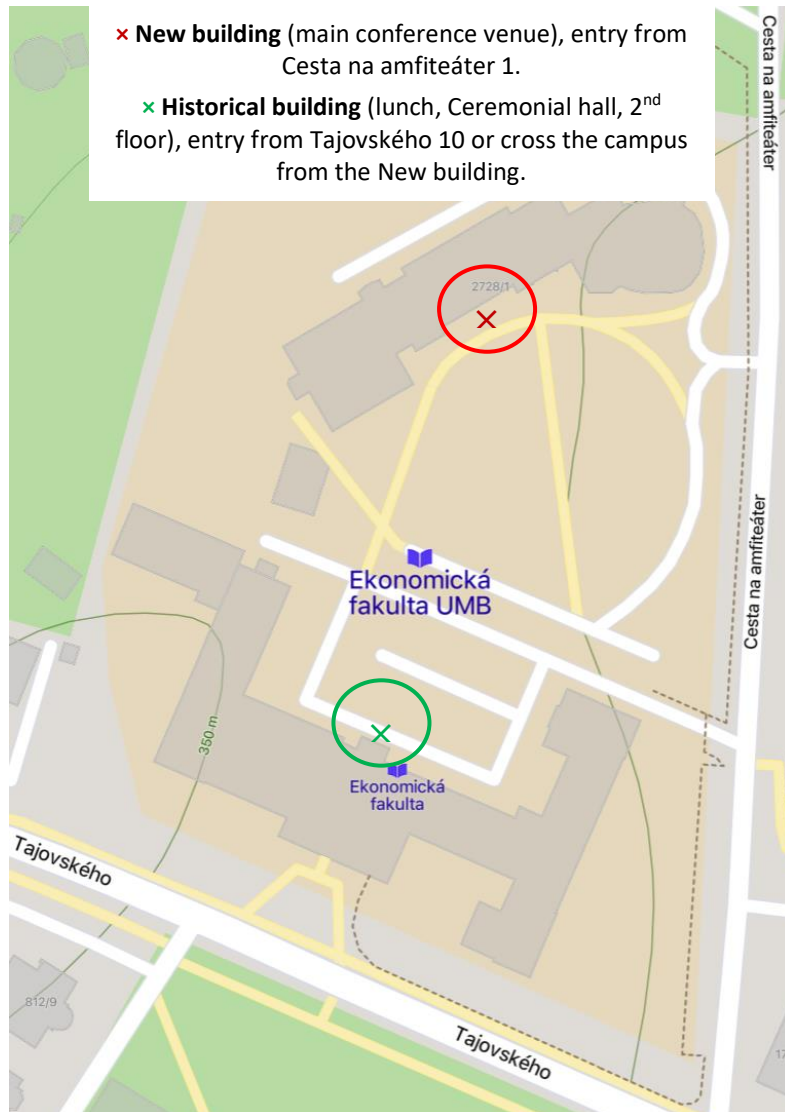 × New building (main conference venue), entry from
Cesta na amfiteáter 1.
× Historical building (lunch, Ceremonial hall, 2nd
floor), entry from Tajovského 10 or cross the campus
from the New building.
Cesta na amfiteáter
2728/1
Cesta na amfiteáter
Ekonomická
fakulta UMB
350 m
Ekonomická
fakulta
Tajovského
812/9
Tajovského
17